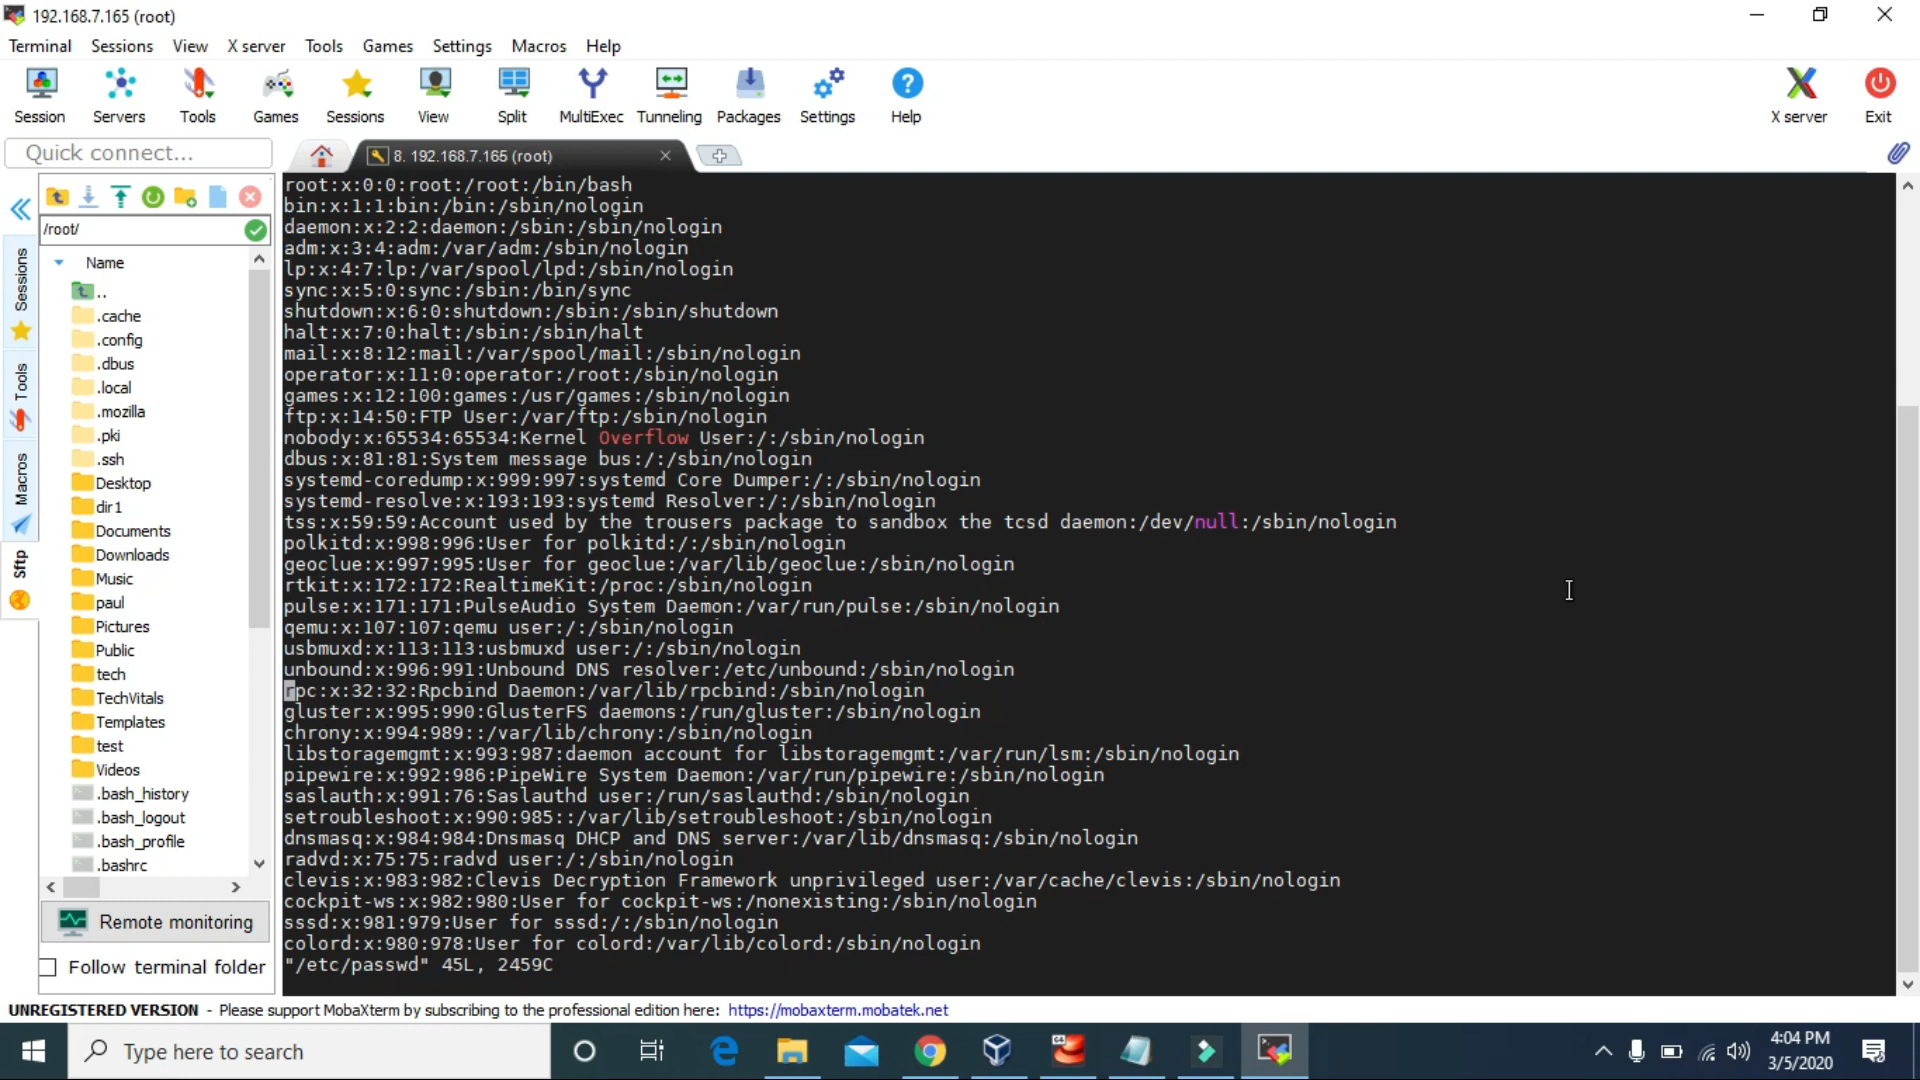 192.168.7.165 (root)
Terminal Sessions View X server Tools Games Settings Macros Help
Session Servers Tools Games Sessions View Split MultiExec Tunneling Packages Settings Help X server Exit
Quick connect...
8. 192.168.7.165 (root)
/root/
Name
..
.cache
.config
.dbus
.local
.mozilla
.pki
.ssh
Desktop
dir1
Documents
Downloads
Music
paul
Pictures
Public
tech
TechVitals
Templates
test
Videos
.bash_history
.bash_logout
.bash_profile
.bashrc
Remote monitoring
Follow terminal folder
Sessions
Tools
Macros
Sftp
root:x:0:0:root:/root:/bin/bash
bin:x:1:1:bin:/bin:/sbin/nologin
daemon:x:2:2:daemon:/sbin:/sbin/nologin
adm:x:3:4:adm:/var/adm:/sbin/nologin
lp:x:4:7:lp:/var/spool/lpd:/sbin/nologin
sync:x:5:0:sync:/sbin:/bin/sync
shutdown:x:6:0:shutdown:/sbin:/sbin/shutdown
halt:x:7:0:halt:/sbin:/sbin/halt
mail:x:8:12:mail:/var/spool/mail:/sbin/nologin
operator:x:11:0:operator:/root:/sbin/nologin
games:x:12:100:games:/usr/games:/sbin/nologin
ftp:x:14:50:FTP User:/var/ftp:/sbin/nologin
nobody:x:65534:65534:Kernel Overflow User:/:/sbin/nologin
dbus:x:81:81:System message bus:/:/sbin/nologin
systemd-coredump:x:999:997:systemd Core Dumper:/:/sbin/nologin
systemd-resolve:x:193:193:systemd Resolver:/:/sbin/nologin
tss:x:59:59:Account used by the trousers package to sandbox the tcsd daemon:/dev/null:/sbin/nologin
polkitd:x:998:996:User for polkitd:/:/sbin/nologin
geoclue:x:997:995:User for geoclue:/var/lib/geoclue:/sbin/nologin
rtkit:x:172:172:RealtimeKit:/proc:/sbin/nologin
pulse:x:171:171:PulseAudio System Daemon:/var/run/pulse:/sbin/nologin
qemu:x:107:107:qemu user:/:/sbin/nologin
usbmuxd:x:113:113:usbmuxd user:/:/sbin/nologin
unbound:x:996:991:Unbound DNS resolver:/etc/unbound:/sbin/nologin
rpc:x:32:32:Rpcbind Daemon:/var/lib/rpcbind:/sbin/nologin
gluster:x:995:990:GlusterFS daemons:/run/gluster:/sbin/nologin
chrony:x:994:989::/var/lib/chrony:/sbin/nologin
libstoragemgmt:x:993:987:daemon account for libstoragemgmt:/var/run/lsm:/sbin/nologin
pipewire:x:992:986:PipeWire System Daemon:/var/run/pipewire:/sbin/nologin
saslauth:x:991:76:Saslauthd user:/run/saslauthd:/sbin/nologin
setroubleshoot:x:990:985::/var/lib/setroubleshoot:/sbin/nologin
dnsmasq:x:984:984:Dnsmasq DHCP and DNS server:/var/lib/dnsmasq:/sbin/nologin
radvd:x:75:75:radvd user:/:/sbin/nologin
clevis:x:983:982:Clevis Decryption Framework unprivileged user:/var/cache/clevis:/sbin/nologin
cockpit-ws:x:982:980:User for cockpit-ws:/nonexisting:/sbin/nologin
sssd:x:981:979:User for sssd:/:/sbin/nologin
colord:x:980:978:User for colord:/var/lib/colord:/sbin/nologin
"/etc/passwd" 45L, 2459C
UNREGISTERED VERSION - Please support MobaXterm by subscribing to the professional edition here: https://mobaxterm.mobatek.net
Type here to search
4:04 PM
3/5/2020